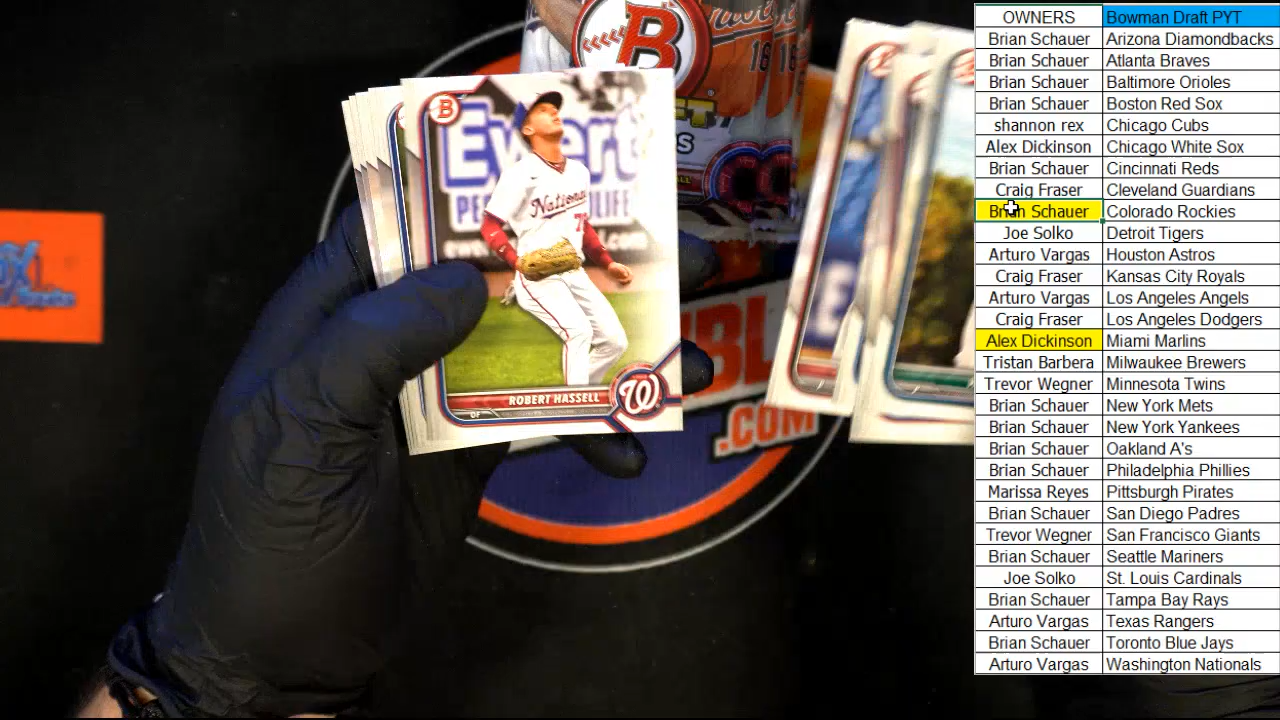 OWNERS Bowman Draft PYT
Brian Schauer Arizona Diamondbacks
Brian Schauer Atlanta Braves
Brian Schauer Baltimore Orioles
Brian Schauer Boston Red Sox
shannon rex Chicago Cubs
Alex Dickinson Chicago White Sox
Brian Schauer Cincinnati Reds
Craig Fraser Cleveland Guardians
Brian Schauer Colorado Rockies
Joe Solko Detroit Tigers
Arturo Vargas Houston Astros
Craig Fraser Kansas City Royals
Arturo Vargas Los Angeles Angels
Craig Fraser Los Angeles Dodgers
Alex Dickinson Miami Marlins
Tristan Barbera Milwaukee Brewers
Trevor Wegner Minnesota Twins
Brian Schauer New York Mets
Brian Schauer New York Yankees
Brian Schauer Oakland A's
Brian Schauer Philadelphia Phillies
Marissa Reyes Pittsburgh Pirates
Brian Schauer San Diego Padres
Trevor Wegner San Francisco Giants
Brian Schauer Seattle Mariners
Joe Solko St. Louis Cardinals
Brian Schauer Tampa Bay Rays
Arturo Vargas Texas Rangers
Brian Schauer Toronto Blue Jays
Arturo Vargas Washington Nationals
B
18 18
B
Ewert
Nationals
ROBERT HASSELL
OF
W
.COM